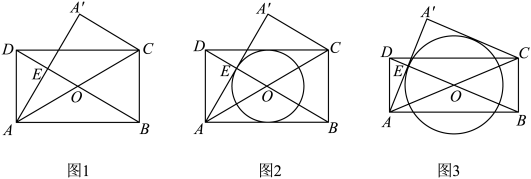 A′ A′ A′
D C D C D C
E E E
O O O
A B A B A B
图1 图2 图3